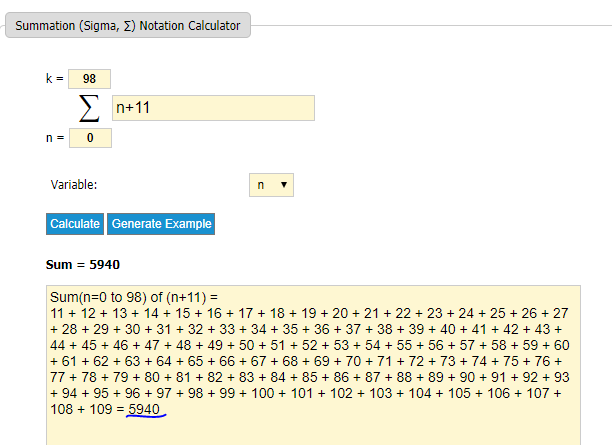 Summation (Sigma, Σ) Notation Calculator
k = 98
∑ n+11
n = 0
Variable: n ▼
Calculate Generate Example
Sum = 5940
Sum(n=0 to 98) of (n+11) =
11 + 12 + 13 + 14 + 15 + 16 + 17 + 18 + 19 + 20 + 21 + 22 + 23 + 24 + 25 + 26 + 27
+ 28 + 29 + 30 + 31 + 32 + 33 + 34 + 35 + 36 + 37 + 38 + 39 + 40 + 41 + 42 + 43 +
44 + 45 + 46 + 47 + 48 + 49 + 50 + 51 + 52 + 53 + 54 + 55 + 56 + 57 + 58 + 59 + 60
+ 61 + 62 + 63 + 64 + 65 + 66 + 67 + 68 + 69 + 70 + 71 + 72 + 73 + 74 + 75 + 76 +
77 + 78 + 79 + 80 + 81 + 82 + 83 + 84 + 85 + 86 + 87 + 88 + 89 + 90 + 91 + 92 + 93
+ 94 + 95 + 96 + 97 + 98 + 99 + 100 + 101 + 102 + 103 + 104 + 105 + 106 + 107 +
108 + 109 = 5940